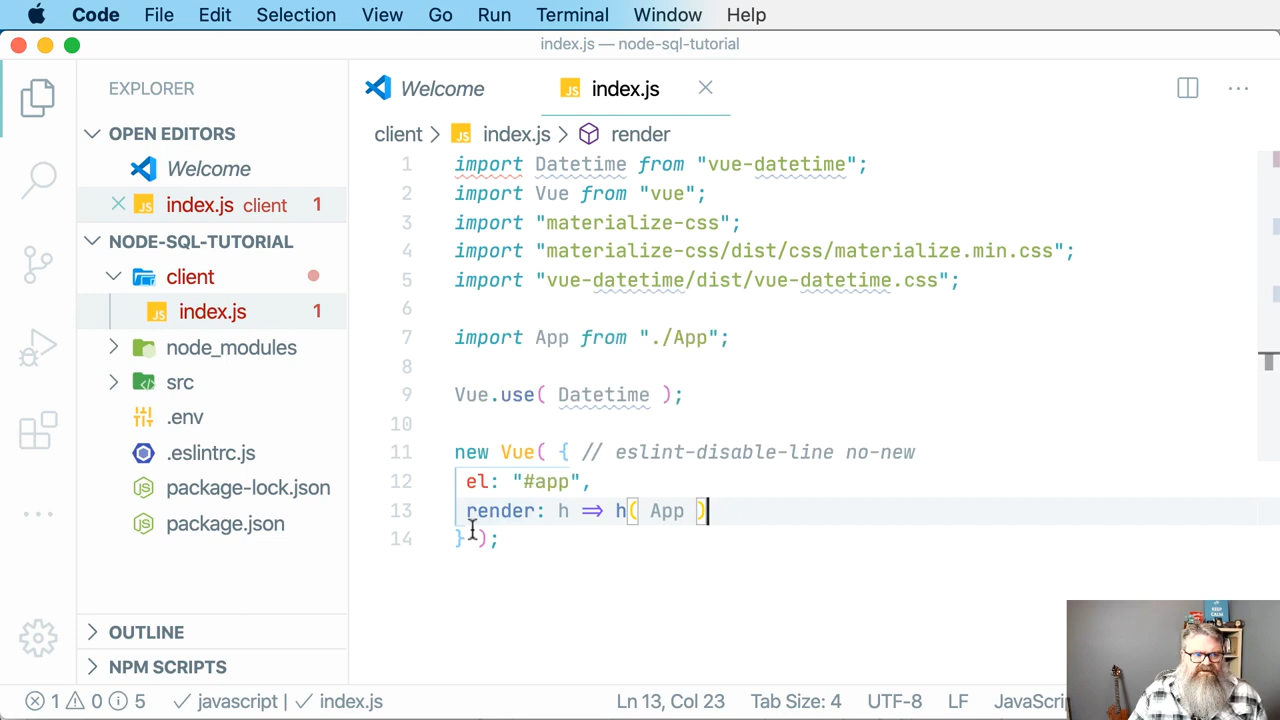 Code File Edit Selection View Go Run Terminal Window Help
index.js — node-sql-tutorial
EXPLORER
OPEN EDITORS
Welcome
index.js client 1
NODE-SQL-TUTORIAL
client
index.js 1
node_modules
src
.env
.eslintrc.js
package-lock.json
package.json
OUTLINE
NPM SCRIPTS
Welcome
JS index.js
client > JS index.js > render
1 import Datetime from "vue-datetime";
2 import Vue from "vue";
3 import "materialize-css";
4 import "materialize-css/dist/css/materialize.min.css";
5 import "vue-datetime/dist/vue-datetime.css";
6
7 import App from "./App";
8
9 Vue.use( Datetime );
10
11 new Vue( { // eslint-disable-line no-new
12 el: "#app",
13 render: h => h( App )
14 } );
1 0 5 javascript | index.js Ln 13, Col 23 Tab Size: 4 UTF-8 LF JavaScri
KEEP
CALM